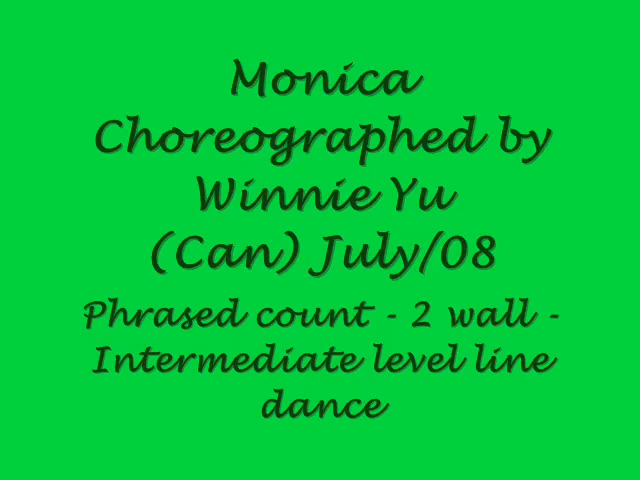 Monica
Choreographed by
Winnie Yu
(Can) July/08
Phrased count - 2 wall -
Intermediate level line
dance